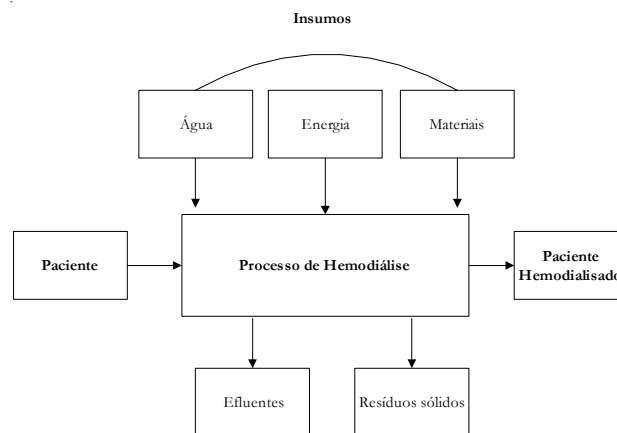 Insumos
Água
Energia
Materiais
Paciente
Processo de Hemodiálise
Paciente
Hemodialisado
Efluentes
Resíduos sólidos